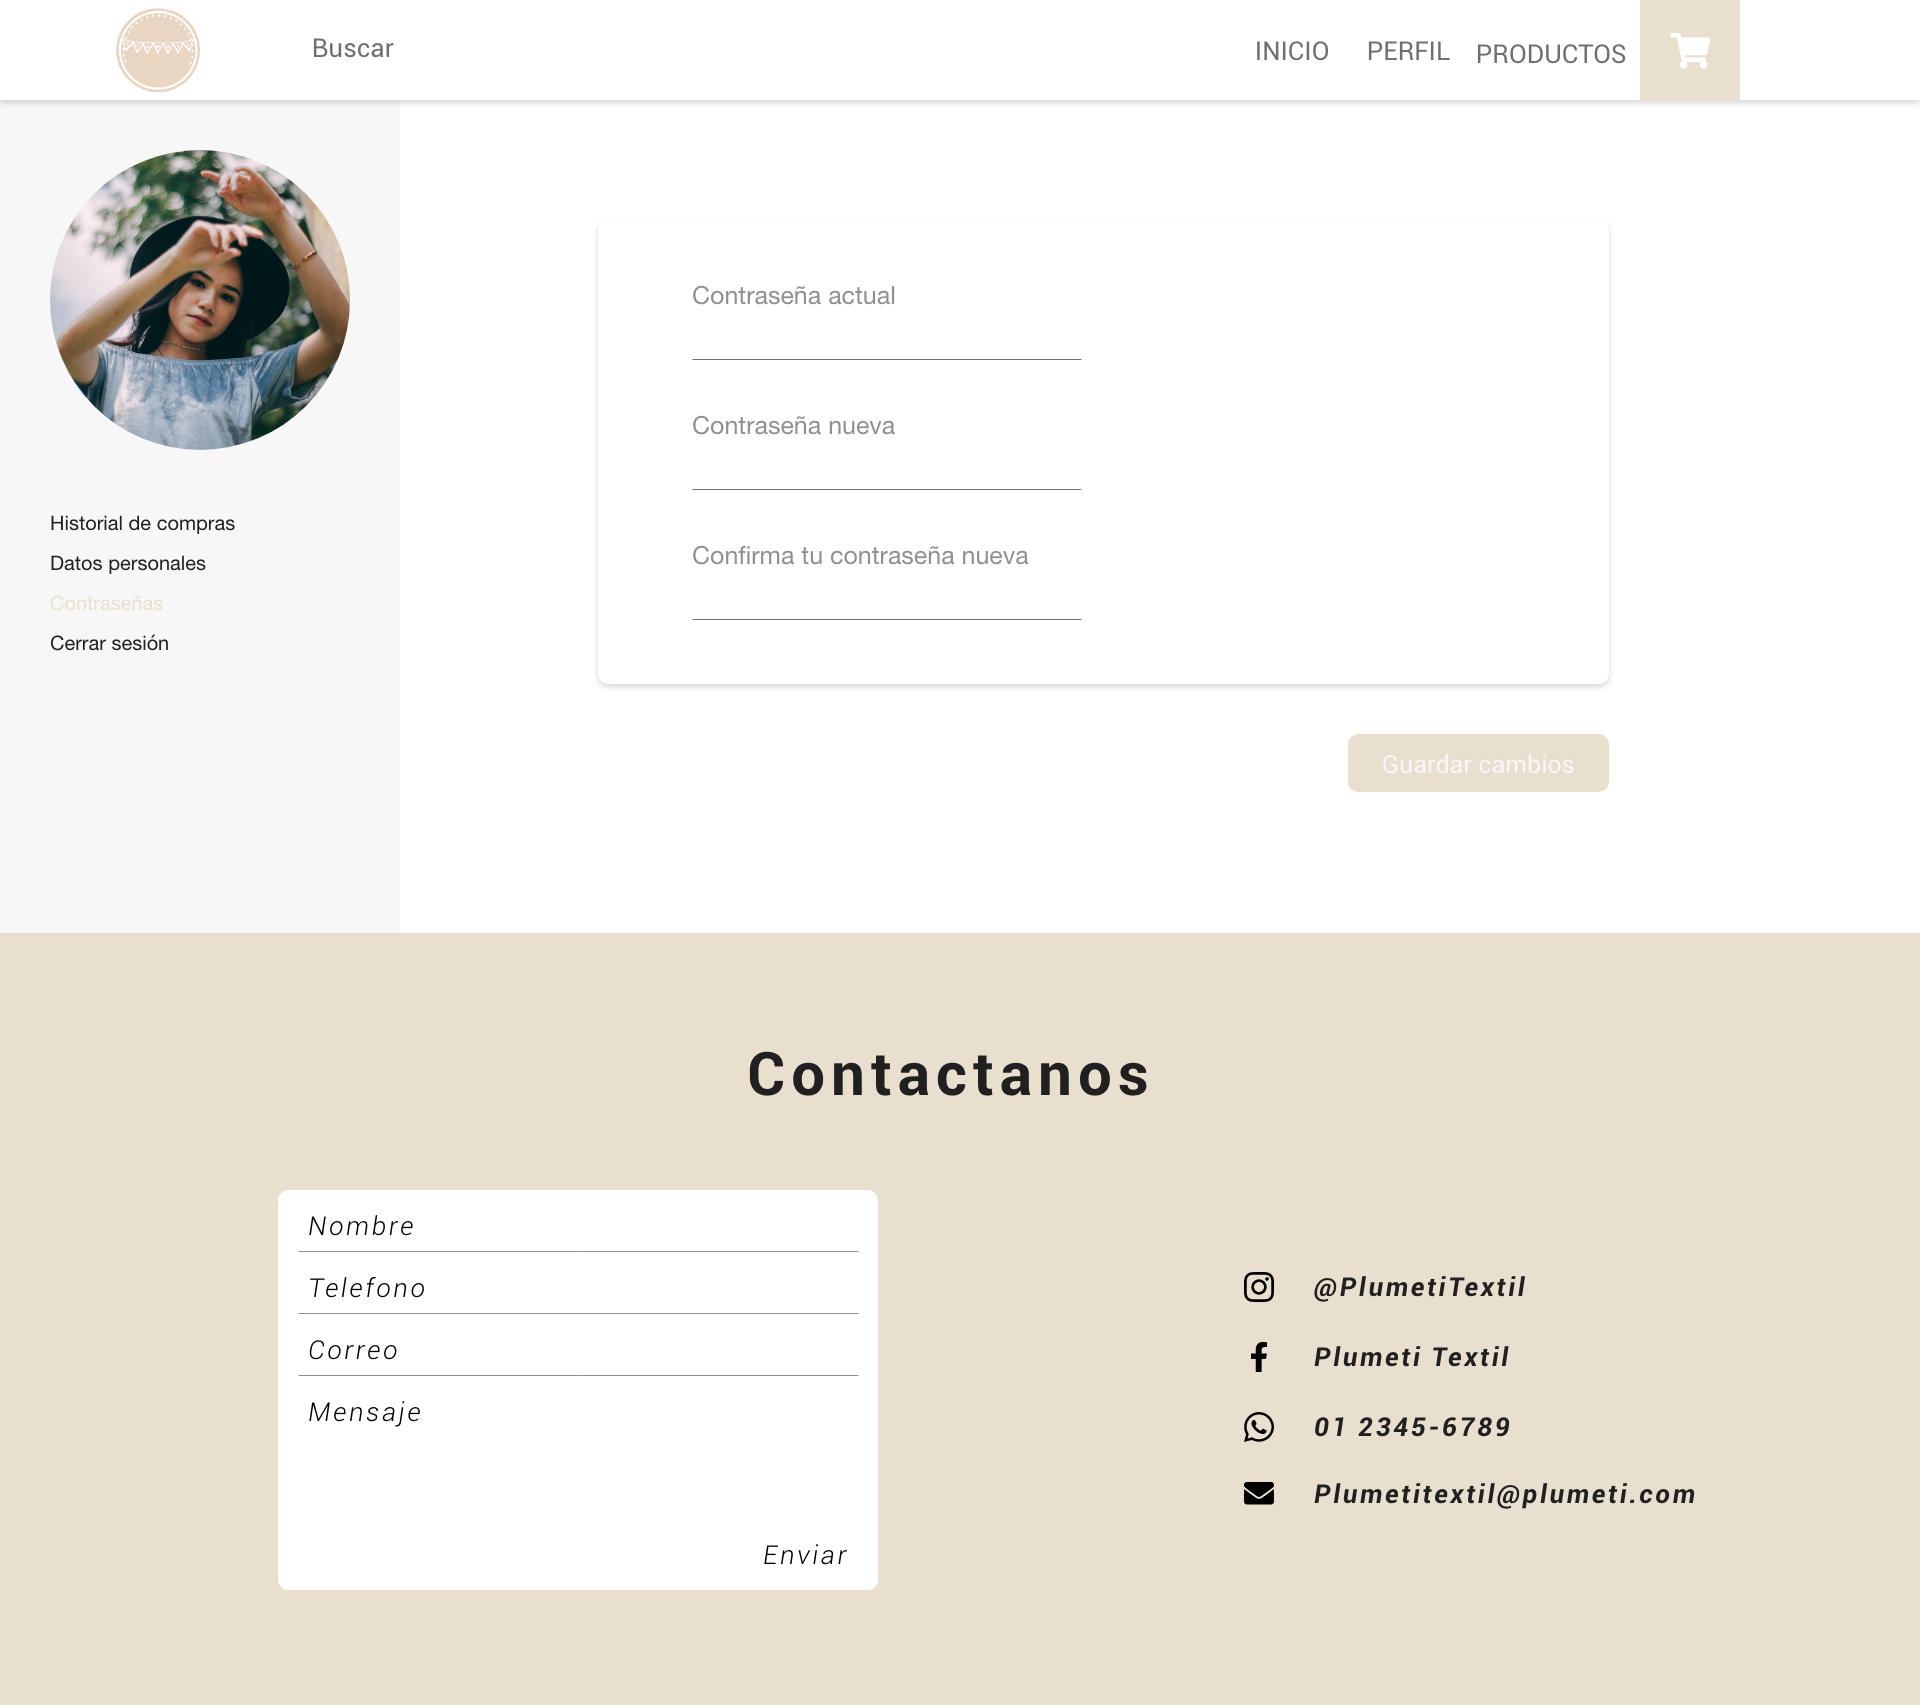 Buscar
INICIO
PERFIL
PRODUCTOS
Historial de compras
Datos personales
Contraseñas
Cerrar sesión
Contraseña actual
Contraseña nueva
Confirma tu contraseña nueva
Guardar cambios
Contactanos
Nombre
Telefono
Correo
Mensaje
Enviar
@PlumetiTextil
Plumeti Textil
01 2345-6789
Plumetitextil@plumeti.com